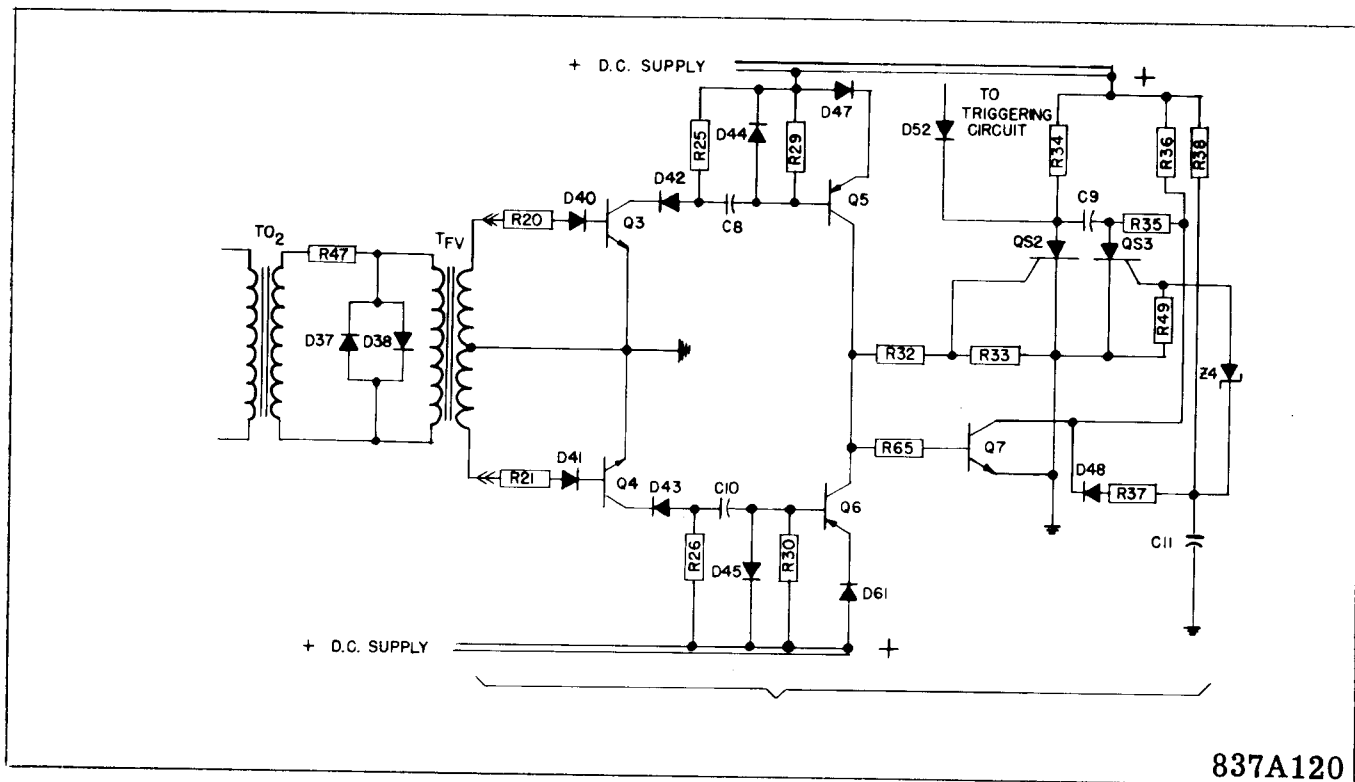 + D.C. SUPPLY
+
TO
TRIGGERING
CIRCUIT
D47
D52
R25
D44
R29
R34
R36
R38
D42
D40
C9
Q5
R20
Q3
C8
R35
TO2
TFV
QS2
QS3
R47
R49
D37
D38
R32
R33
Z4
D41
R65
Q7
R21
Q4
D43
C10
D48
R37
Q6
C11
R26
D45
R30
D61
+ D.C. SUPPLY
+
837A120